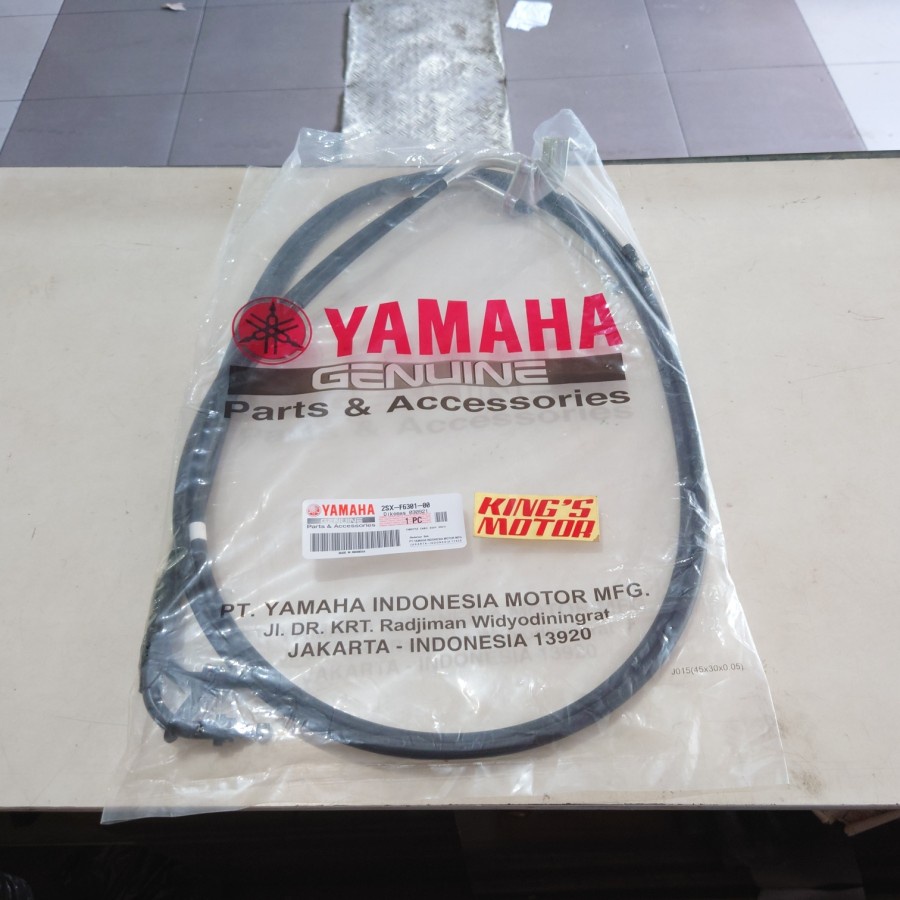 YAMAHA
GENUINE
Parts & Accessories
YAMAHA
GENUINE
Parts & Accessories
2SX-F6301-00
1 PC
KING'S
MOTOR
PT. YAMAHA INDONESIA MOTOR MFG.
Jl. DR. KRT. Radjiman Widyodiningrat
JAKARTA - INDONESIA 13920
J015(45x30x0.05)